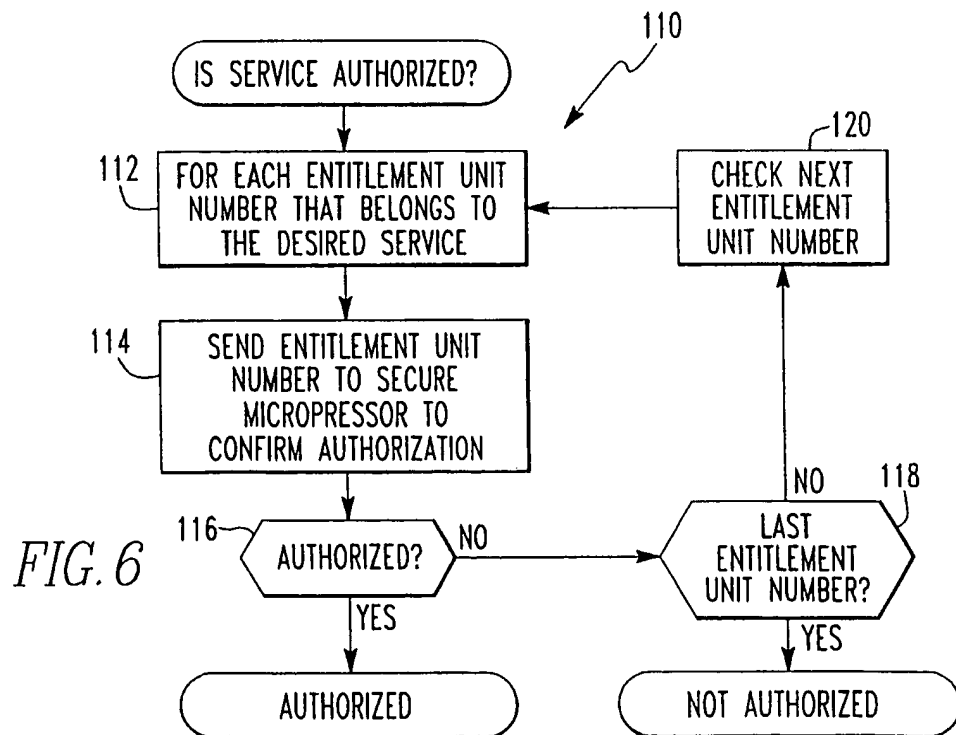 110
IS SERVICE AUTHORIZED?
112
FOR EACH ENTITLEMENT UNIT
NUMBER THAT BELONGS TO
THE DESIRED SERVICE
120
CHECK NEXT
ENTITLEMENT
UNIT NUMBER
114
SEND ENTITLEMENT UNIT
NUMBER TO SECURE
MICROPRESSOR TO
CONFIRM AUTHORIZATION
116
AUTHORIZED?
NO
YES
118
NO
LAST
ENTITLEMENT
UNIT NUMBER?
YES
FIG. 6
AUTHORIZED
NOT AUTHORIZED